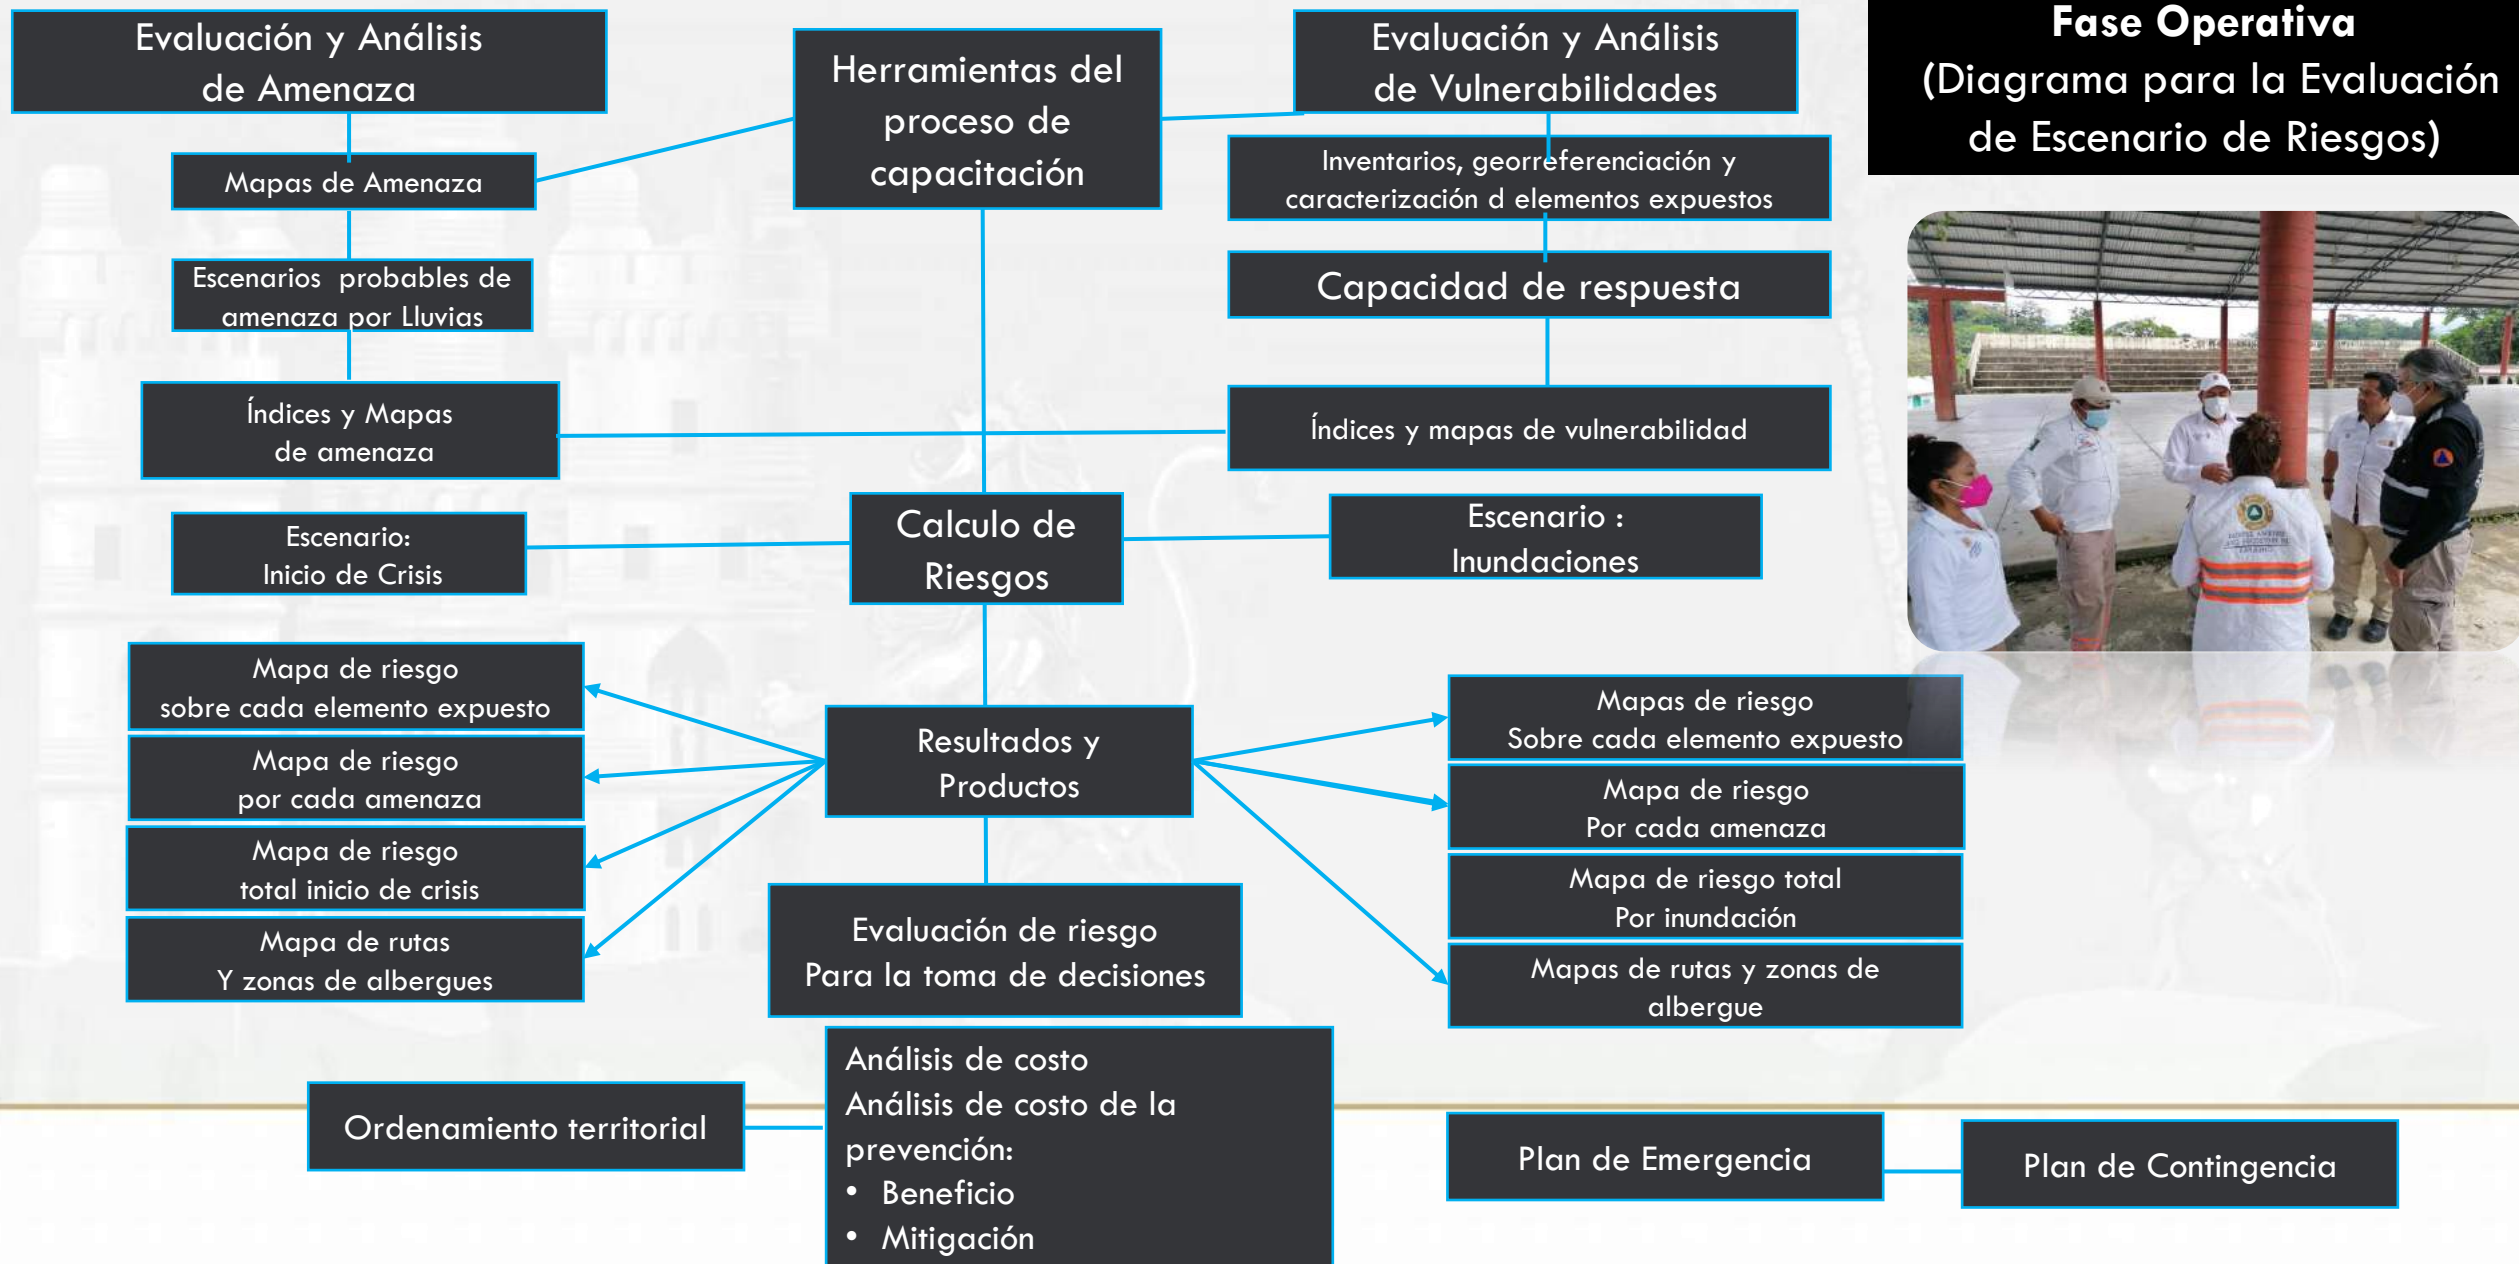 Fase Operativa
(Diagrama para la Evaluación
de Escenario de Riesgos)
Evaluación y Análisis
de Amenaza
Herramientas del
proceso de
capacitación
Evaluación y Análisis
de Vulnerabilidades
Mapas de Amenaza
Inventarios, georreferenciación y
caracterización d elementos expuestos
Escenarios probables de
amenaza por Lluvias
Capacidad de respuesta
Índices y Mapas
de amenaza
Índices y mapas de vulnerabilidad
Escenario:
Inicio de Crisis
Calculo de
Riesgos
Escenario :
Inundaciones
Mapa de riesgo
sobre cada elemento expuesto
Mapa de riesgo
por cada amenaza
Mapa de riesgo
total inicio de crisis
Mapa de rutas
Y zonas de albergues
Resultados y
Productos
Mapas de riesgo
Sobre cada elemento expuesto
Mapa de riesgo
Por cada amenaza
Mapa de riesgo total
Por inundación
Mapas de rutas y zonas de
albergue
Evaluación de riesgo
Para la toma de decisiones
Ordenamiento territorial
Análisis de costo
Análisis de costo de la
prevención:
• Beneficio
• Mitigación
Plan de Emergencia
Plan de Contingencia